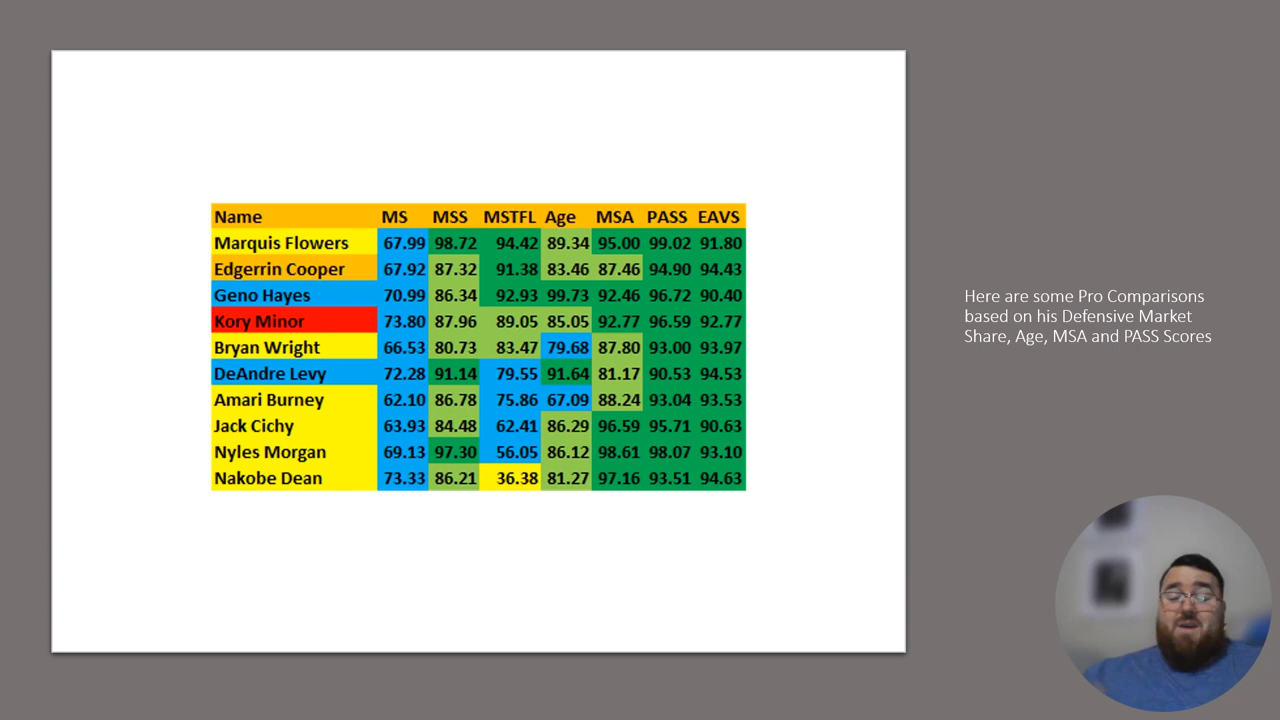 Name MS MSS MSTFL Age MSA PASS EAVS
Marquis Flowers 67.99 98.72 94.42 89.34 95.00 99.02 91.80
Edgerrin Cooper 67.92 87.32 91.38 83.46 87.46 94.90 94.43
Geno Hayes 70.99 86.34 92.93 99.73 92.46 96.72 90.40
Kory Minor 73.80 87.96 89.05 85.05 92.77 96.59 92.77
Bryan Wright 66.53 80.73 83.47 79.68 87.80 93.00 93.97
DeAndre Levy 72.28 91.14 79.55 91.64 81.17 90.53 94.53
Amari Burney 62.10 86.78 75.86 67.09 88.24 93.04 93.53
Jack Cichy 63.93 84.48 62.41 86.29 96.59 95.71 90.63
Nyles Morgan 69.13 97.30 56.05 86.12 98.61 98.07 93.10
Nakobe Dean 73.33 86.21 36.38 81.27 97.16 93.51 94.63
Here are some Pro Comparisons
based on his Defensive Market
Share, Age, MSA and PASS Scores